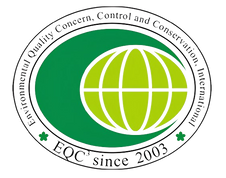 Environmental Quality Concern, Control and Conservation, International
EQC³ since 2003